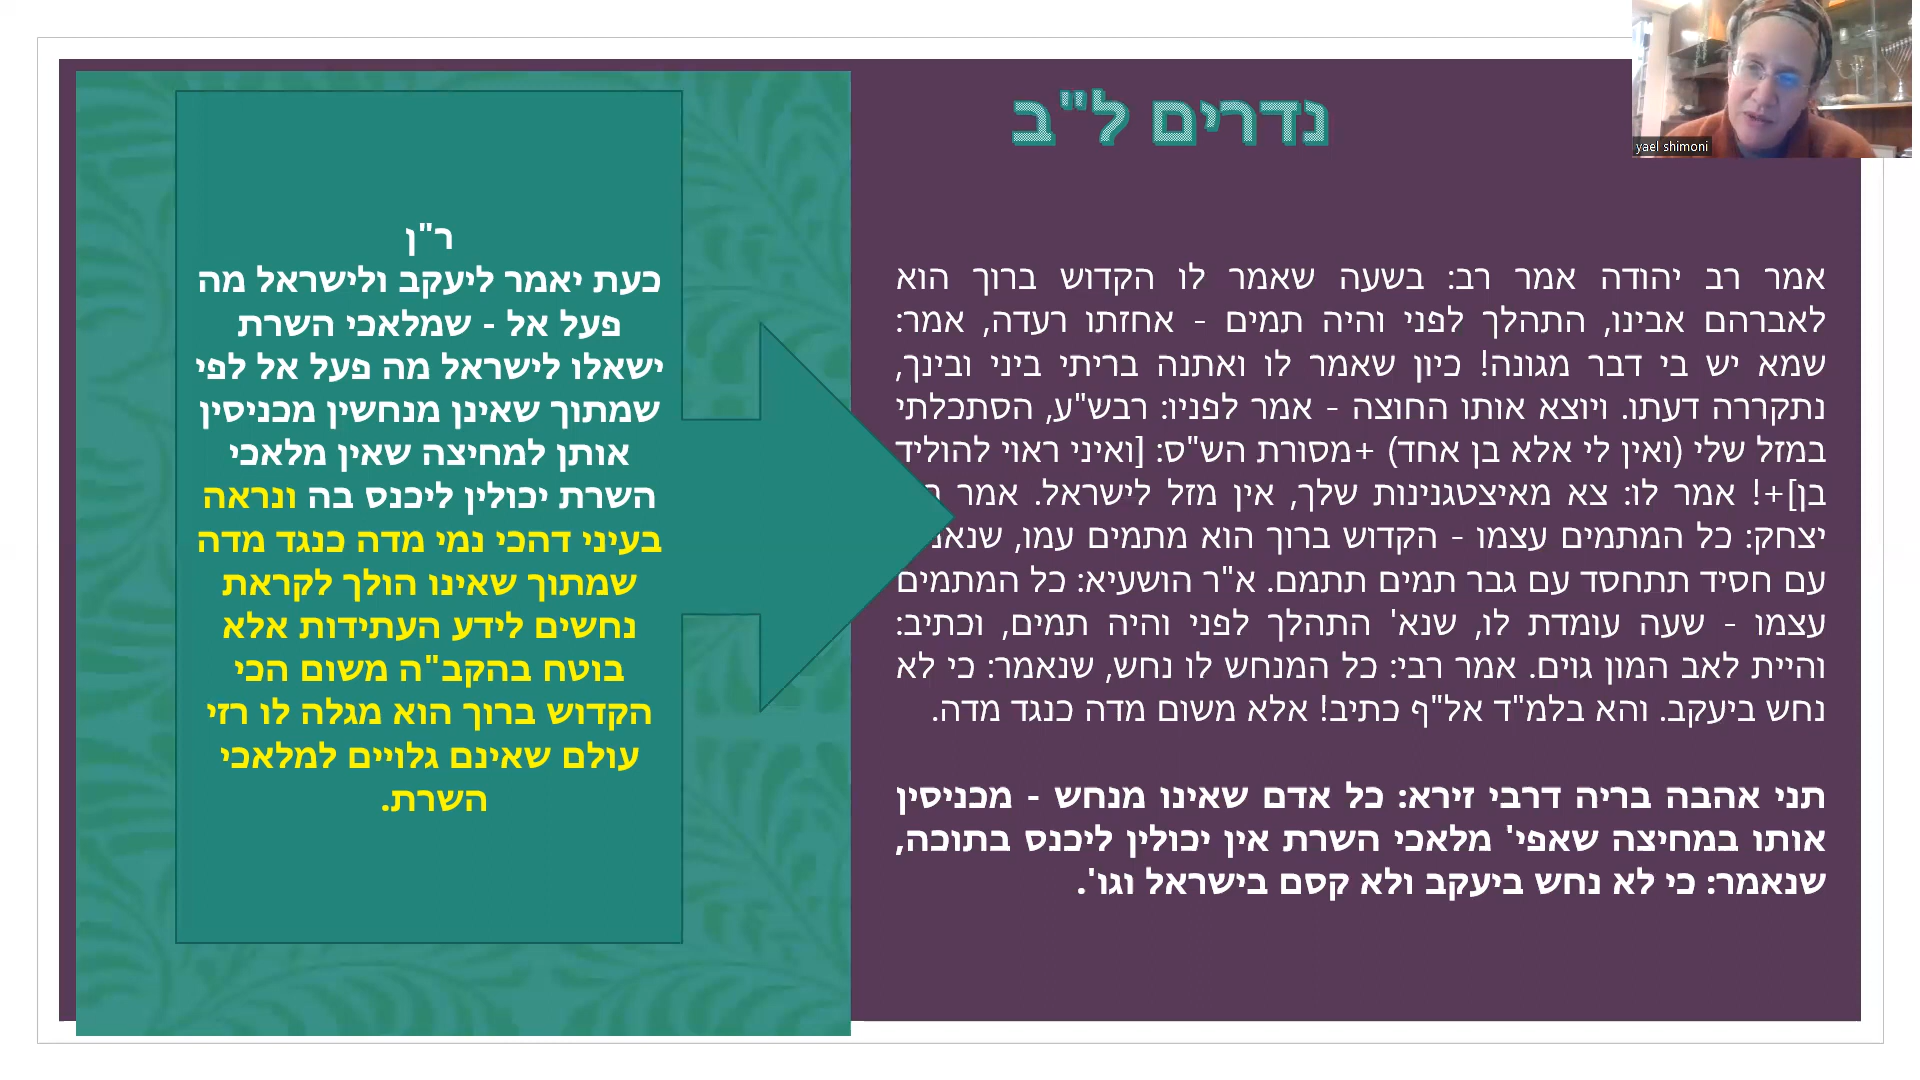 נדרים ל"ב
אמר רב יהודה אמר רב: בשעה שאמר לו הקדוש ברוך הוא
לאברהם אבינו, התהלך לפני והיה תמים - אחזתו רעדה, אמר:
שמא יש בי דבר מגונה! כיון שאמר לו ואתנה בריתי ביני ובינך,
נתקררה דעתו. ויוצא אותו החוצה - אמר לפניו: רבש"ע, הסתכלתי
במזל שלי (ואין לי אלא בן אחד) +מסורת הש"ס: [ואיני ראוי להוליד
בן]+! אמר לו: צא מאיצטגנינות שלך, אין מזל לישראל. אמר
יצחק: כל המתמים עצמו - הקדוש ברוך הוא מתמים עמו,
עם חסיד תתחסד עם גבר תמים תתמם. א"ר הושעיא: כל המתמים
עצמו - שעה עומדת לו, שנא' התהלך לפני והיה תמים, וכתיב:
והיית לאב המון גוים. אמר רבי: כל המנחש לו נחש, שנאמר: כי לא
נחש ביעקב. והא בלמ"ד אל"ף כתיב! אלא משום מדה כנגד מדה.
תני אהבה בריה דרבי זירא: כל אדם שאינו מנחש - מכניסין
אותו במחיצה שאפי' מלאכי השרת אין יכולין ליכנס בתוכה,
שנאמר: כי לא נחש ביעקב ולא קסם בישראל וגו'.
ר"ן
כעת יאמר ליעקב ולישראל מה
פעל אל - שמלאכי השרת
ישאלו לישראל מה פעל אל לפי
שמתוך שאינן מנחשין מכניסין
אותן למחיצה שאין מלאכי
השרת יכולין ליכנס בה ונראה
בעיני דהכי נמי מדה כנגד מדה
שמתוך שאינו הולך לקראת
נחשים לידע העתידות אלא
בוטח בהקב"ה משום הכי
הקדוש ברוך הוא מגלה לו רזי
עולם שאינם גלויים למלאכי
השרת.
yael shimoni